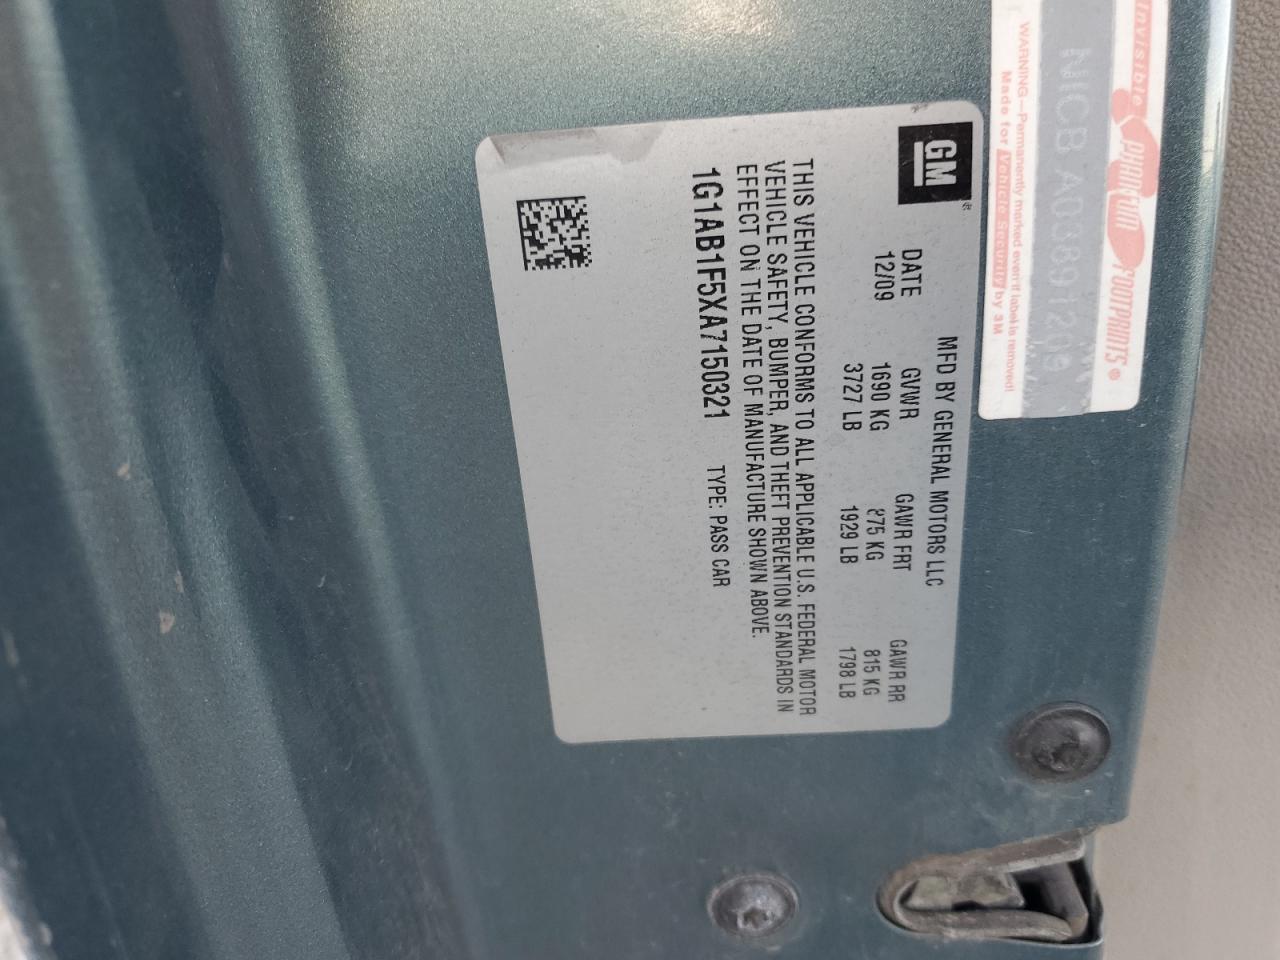 GM
MFD BY GENERAL MOTORS LLC
DATE GVWR GAWR FRT GAWR RR
12/09 1690 KG 875 KG 815 KG
3727 LB 1929 LB 1798 LB
THIS VEHICLE CONFORMS TO ALL APPLICABLE U.S. FEDERAL MOTOR
VEHICLE SAFETY, BUMPER, AND THEFT PREVENTION STANDARDS IN
EFFECT ON THE DATE OF MANUFACTURE SHOWN ABOVE.
1G1AB1F5XA7150321 TYPE: PASS CAR
Invisible PHANTOM FOOTPRINTS®
NICB A03891209
WARNING—Permanently marked even if label is removed!
Made for Vehicle Security by 3M